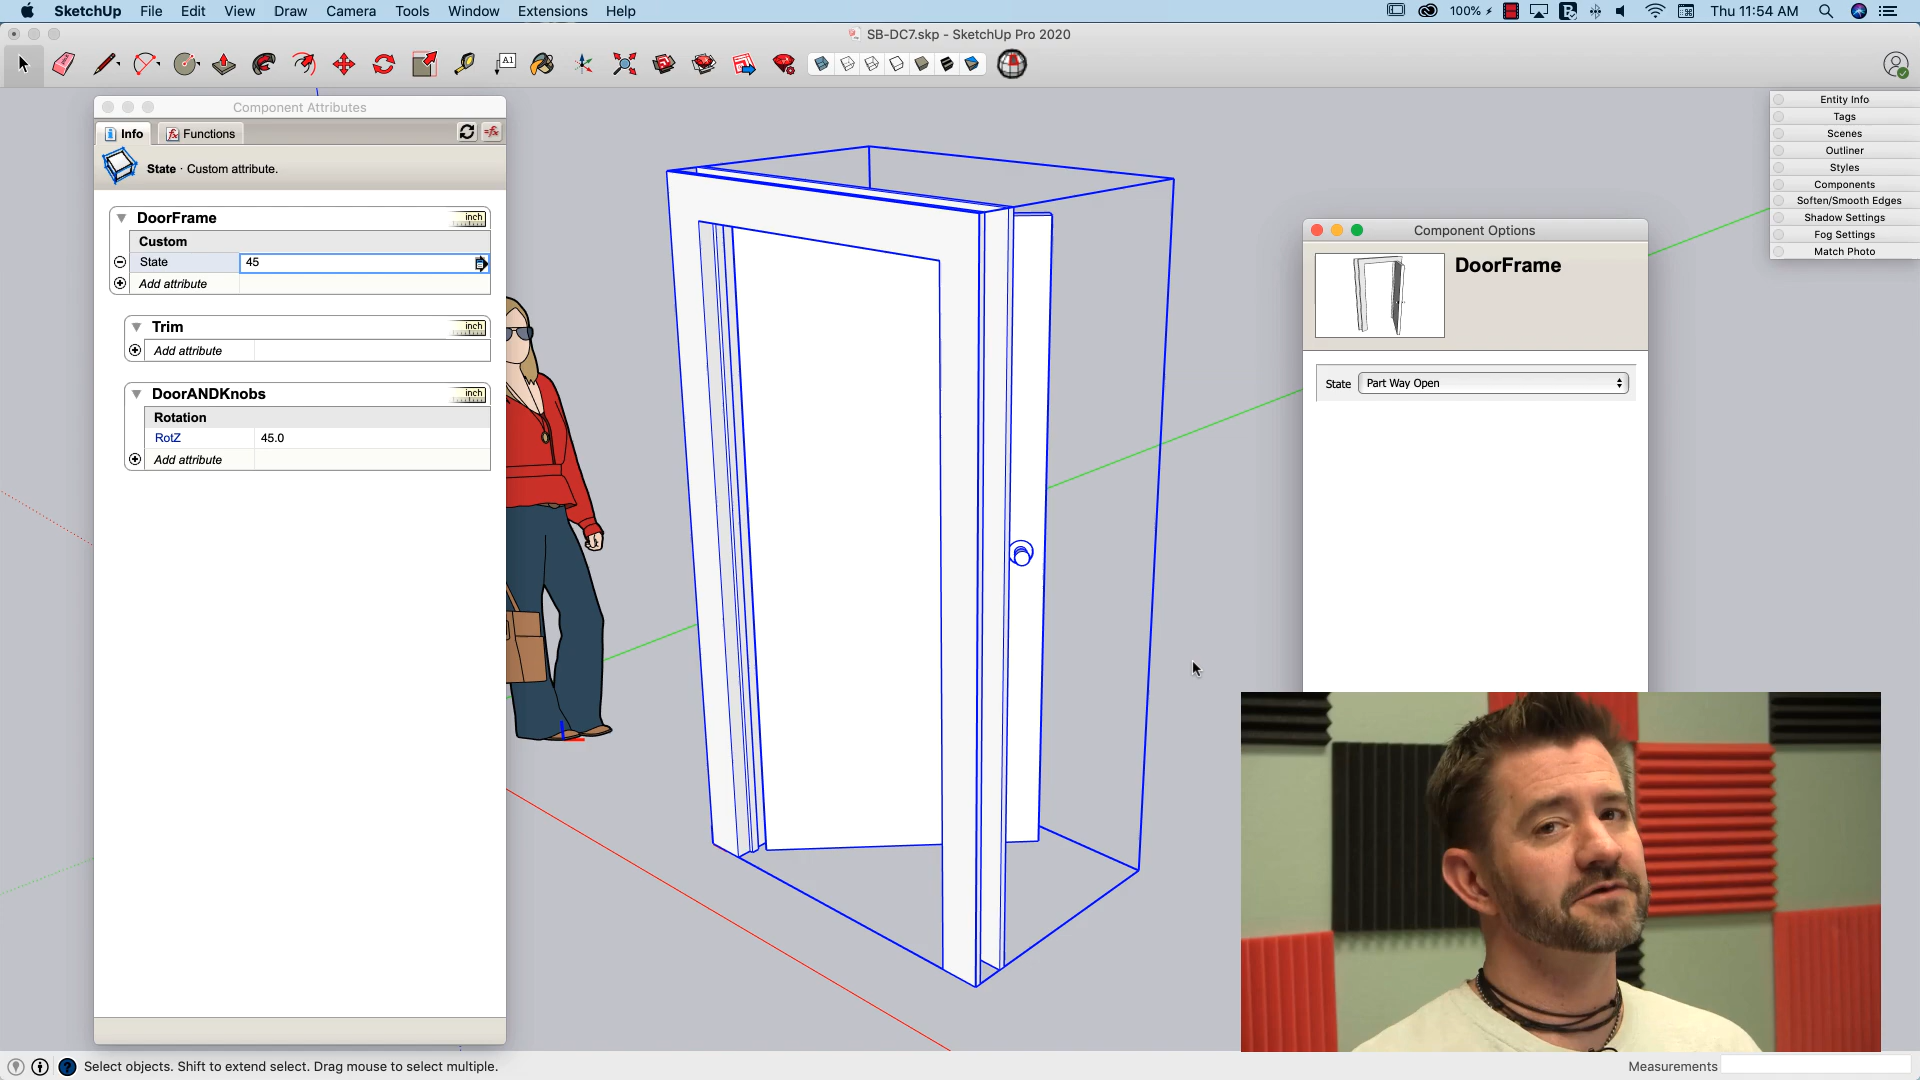 SketchUp File Edit View Draw Camera Tools Window Extensions Help
100% Thu 11:54 AM
SB-DC7.skp - SketchUp Pro 2020
A1
Component Attributes
Info Functions
State · Custom attribute.
DoorFrame inch
Custom
State 45
Add attribute
Trim inch
Add attribute
DoorANDKnobs inch
Rotation
RotZ 45.0
Add attribute
Entity Info
Tags
Scenes
Outliner
Styles
Components
Soften/Smooth Edges
Shadow Settings
Fog Settings
Match Photo
Component Options
DoorFrame
State Part Way Open
Select objects. Shift to extend select. Drag mouse to select multiple.
Measurements